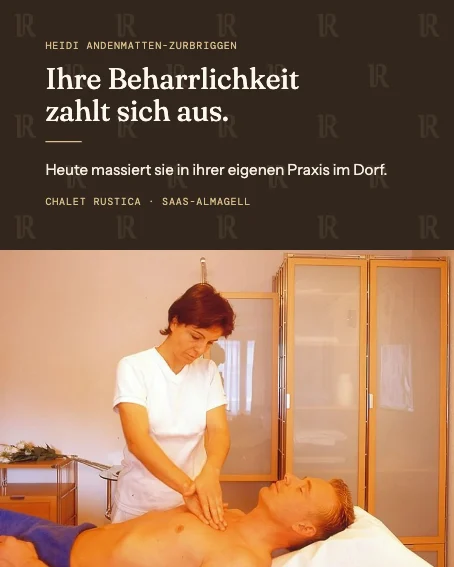 HEIDI ANDENMATTEN-ZURBRIGGEN
Ihre Beharrlichkeit
zahlt sich aus.
Heute massiert sie in ihrer eigenen Praxis im Dorf.
CHALET RUSTICA · SAAS-ALMAGELL